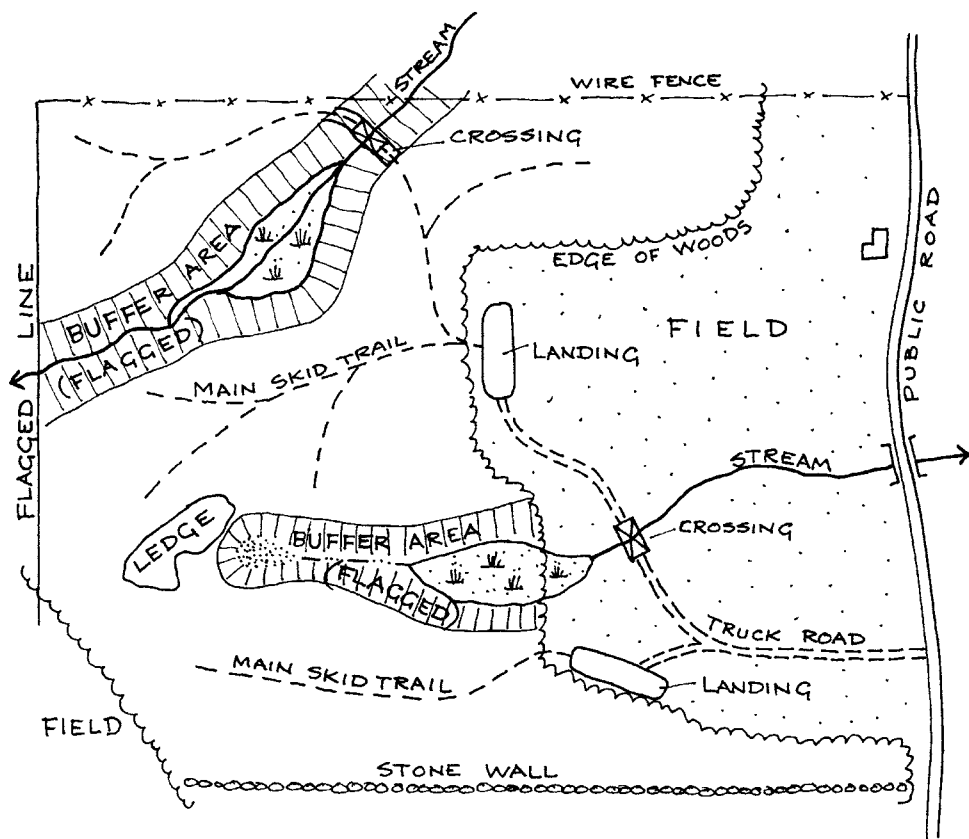 STREAM
WIRE FENCE
CROSSING
BUFFER AREA
(FLAGGED)
EDGE OF WOODS
FIELD
PUBLIC ROAD
FLAGGED LINE
LANDING
MAIN SKID TRAIL
STREAM
LEDGE
BUFFER AREA
(FLAGGED)
CROSSING
TRUCK ROAD
MAIN SKID TRAIL
LANDING
FIELD
STONE WALL